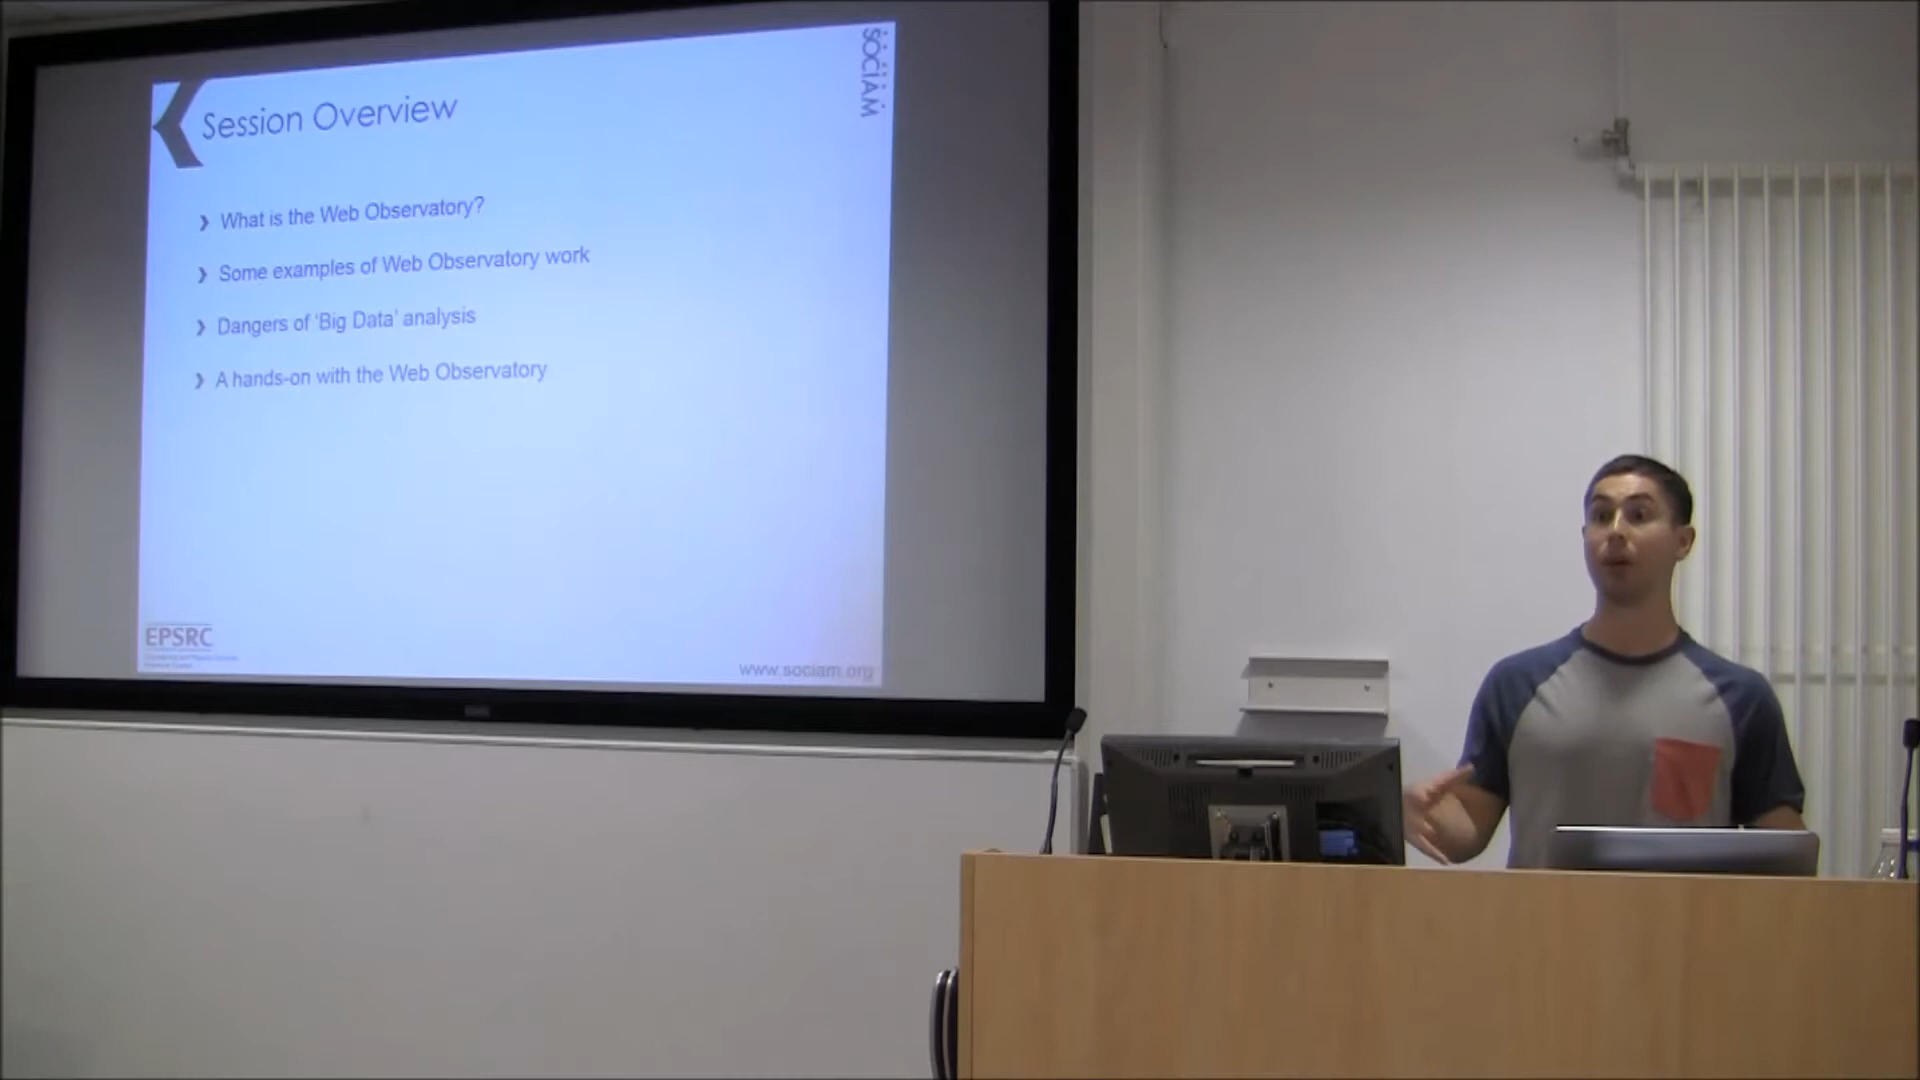 SOCIAM
Session Overview
What is the Web Observatory?
Some examples of Web Observatory work
Dangers of ‘Big Data’ analysis
A hands-on with the Web Observatory
EPSRC
www.sociam.org